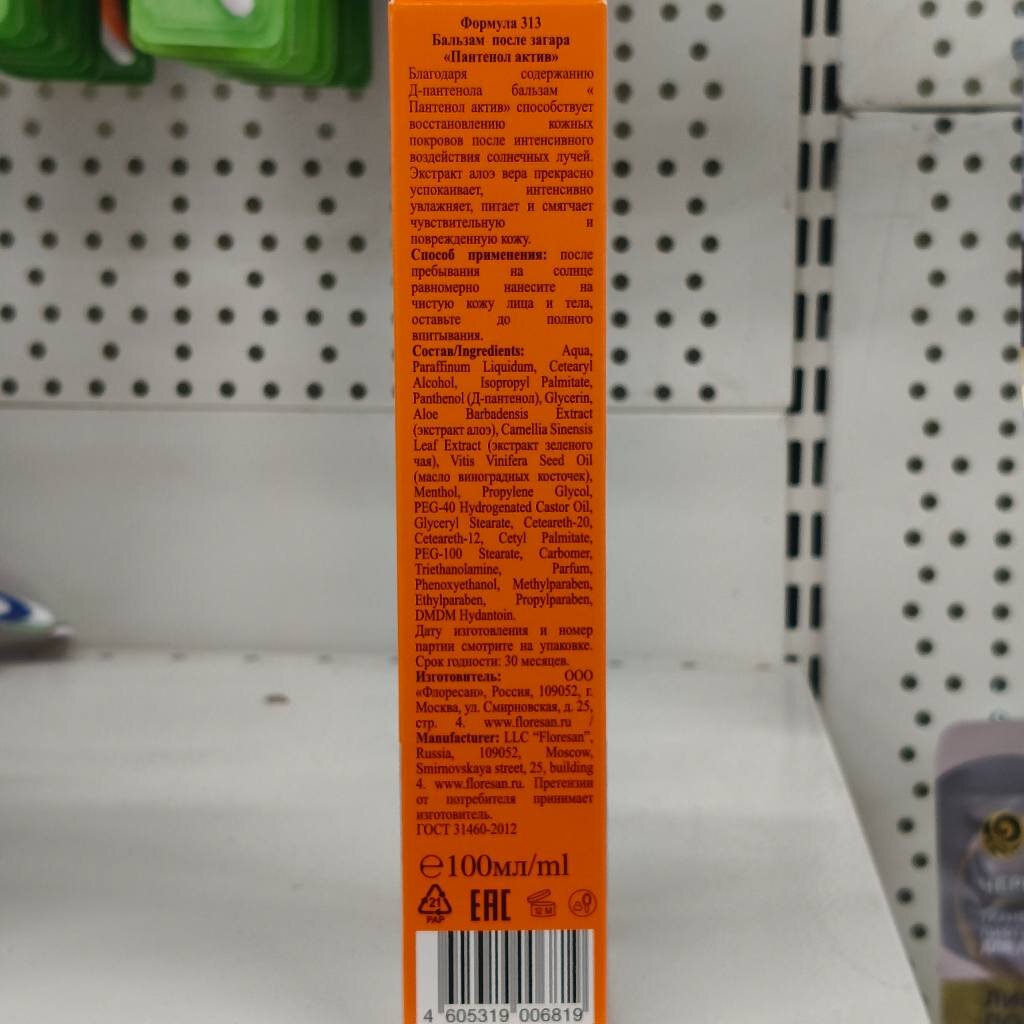 Формула 313
Бальзам после загара
«Пантенол актив»
Благодаря содержанию
Д-пантенола бальзам «
Пантенол актив» способствует
восстановлению кожных
покровов после интенсивного
воздействия солнечных лучей.
Экстракт алоэ вера прекрасно
успокаивает, интенсивно
увлажняет, питает и смягчает
чувствительную и
поврежденную кожу.
Способ применения: после
пребывания на солнце
равномерно нанесите на
чистую кожу лица и тела,
оставьте до полного
впитывания.
Состав/Ingredients: Aqua,
Paraffinum Liquidum, Cetearyl
Alcohol, Isopropyl Palmitate,
Panthenol (Д-пантенол), Glycerin,
Aloe Barbadensis Extract
(экстракт алоэ), Camellia Sinensis
Leaf Extract (экстракт зеленого
чая), Vitis Vinifera Seed Oil
(масло виноградных косточек),
Menthol, Propylene Glycol,
PEG-40 Hydrogenated Castor Oil,
Glyceryl Stearate, Ceteareth-20,
Ceteareth-12, Cetyl Palmitate,
PEG-100 Stearate, Carbomer,
Triethanolamine, Parfum,
Phenoxyethanol, Methylparaben,
Ethylparaben, Propylparaben,
DMDM Hydantoin.
Дату изготовления и номер
партии смотрите на упаковке.
Срок годности: 30 месяцев.
Изготовитель: ООО
«Флоресан», Россия, 109052, г.
Москва, ул. Смирновская, д. 25,
стр. 4. www.floresan.ru /
Manufacturer: LLC “Floresan”,
Russia, 109052, Moscow,
Smirnovskaya street, 25, building
4. www.floresan.ru. Претензии
от потребителя принимает
изготовитель.
ГОСТ 31460-2012
℮100мл/ml
21
PAP
EAC
12 M
4 605319 006819